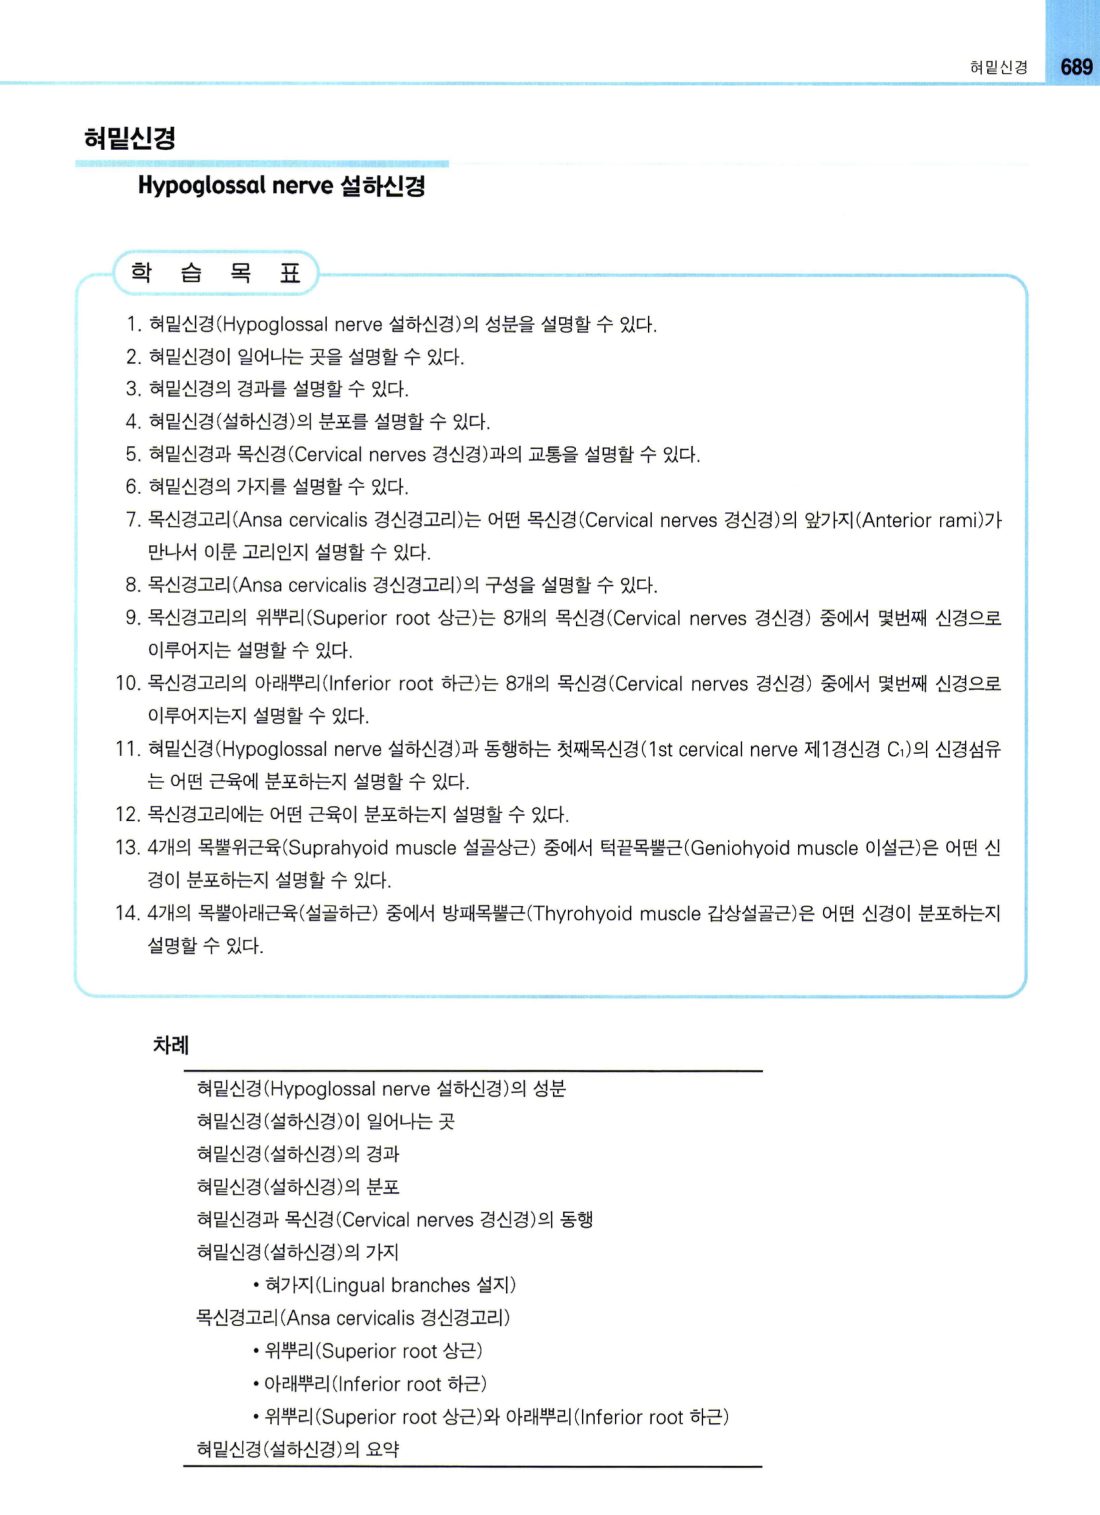 혀밑신경 689
혀밑신경
Hypoglossal nerve 설하신경
학 습 목 표
1. 혀밑신경(Hypoglossal nerve 설하신경)의 성분을 설명할 수 있다.
2. 혀밑신경이 일어나는 곳을 설명할 수 있다.
3. 혀밑신경의 경과를 설명할 수 있다.
4. 혀밑신경(설하신경)의 분포를 설명할 수 있다.
5. 혀밑신경과 목신경(Cervical nerves 경신경)과의 교통을 설명할 수 있다.
6. 혀밑신경의 가지를 설명할 수 있다.
7. 목신경고리(Ansa cervicalis 경신경고리)는 어떤 목신경(Cervical nerves 경신경)의 앞가지(Anterior rami)가
만나서 이룬 고리인지 설명할 수 있다.
8. 목신경고리(Ansa cervicalis 경신경고리)의 구성을 설명할 수 있다.
9. 목신경고리의 위뿌리(Superior root 상근)는 8개의 목신경(Cervical nerves 경신경) 중에서 몇번째 신경으로
이루어지는 설명할 수 있다.
10. 목신경고리의 아래뿌리(Inferior root 하근)는 8개의 목신경(Cervical nerves 경신경) 중에서 몇번째 신경으로
이루어지는지 설명할 수 있다.
11. 혀밑신경(Hypoglossal nerve 설하신경)과 동행하는 첫째목신경(1st cervical nerve 제1경신경 C₁)의 신경섬유
는 어떤 근육에 분포하는지 설명할 수 있다.
12. 목신경고리에는 어떤 근육이 분포하는지 설명할 수 있다.
13. 4개의 목뿔위근육(Suprahyoid muscle 설골상근) 중에서 턱끝목뿔근(Geniohyoid muscle 이설근)은 어떤 신
경이 분포하는지 설명할 수 있다.
14. 4개의 목뿔아래근육(설골하근) 중에서 방패목뿔근(Thyrohyoid muscle 갑상설골근)은 어떤 신경이 분포하는지
설명할 수 있다.
차례
혀밑신경(Hypoglossal nerve 설하신경)의 성분
혀밑신경(설하신경)이 일어나는 곳
혀밑신경(설하신경)의 경과
혀밑신경(설하신경)의 분포
혀밑신경과 목신경(Cervical nerves 경신경)의 동행
혀밑신경(설하신경)의 가지
• 혀가지(Lingual branches 설지)
목신경고리(Ansa cervicalis 경신경고리)
• 위뿌리(Superior root 상근)
• 아래뿌리(Inferior root 하근)
• 위뿌리(Superior root 상근)와 아래뿌리(Inferior root 하근)
혀밑신경(설하신경)의 요약